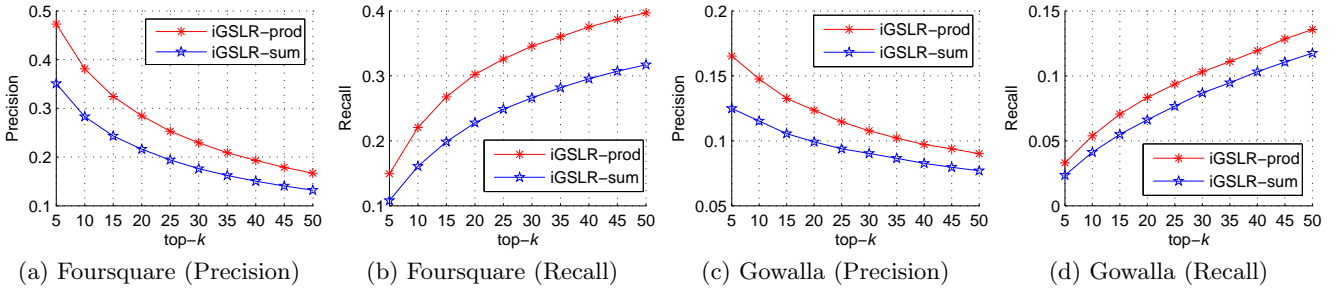 0.5
0.4
0.3
0.2
0.1
Precision
iGSLR−prod
iGSLR−sum
5 10 15 20 25 30 35 40 45 50
top−k
(a) Foursquare (Precision)
0.4
0.3
0.2
0.1
Recall
iGSLR−prod
iGSLR−sum
5 10 15 20 25 30 35 40 45 50
top−k
(b) Foursquare (Recall)
0.2
0.15
0.1
0.05
Precision
iGSLR−prod
iGSLR−sum
5 10 15 20 25 30 35 40 45 50
top−k
(c) Gowalla (Precision)
0.15
0.1
0.05
0
Recall
iGSLR−prod
iGSLR−sum
5 10 15 20 25 30 35 40 45 50
top−k
(d) Gowalla (Recall)